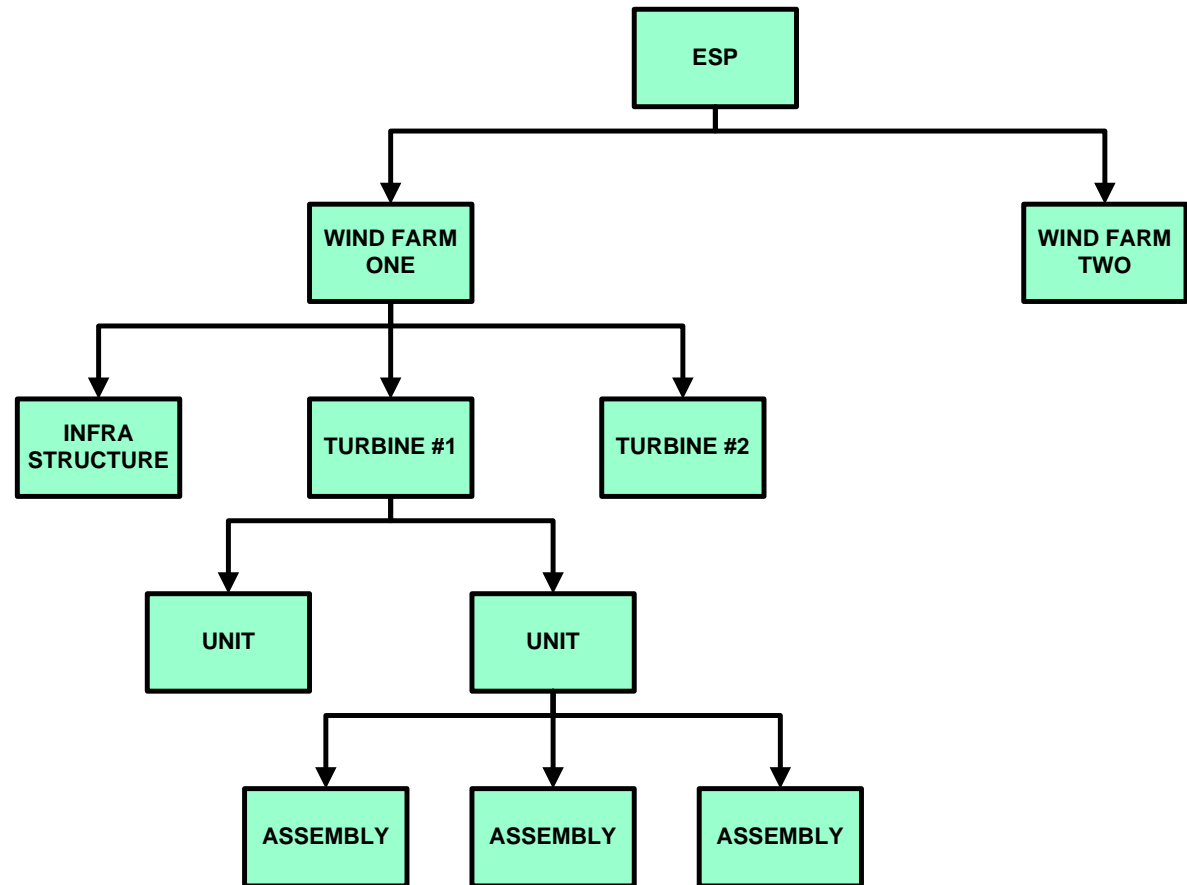 ESP
WIND FARM
ONE
WIND FARM
TWO
INFRA
STRUCTURE
TURBINE #1
TURBINE #2
UNIT
UNIT
ASSEMBLY
ASSEMBLY
ASSEMBLY